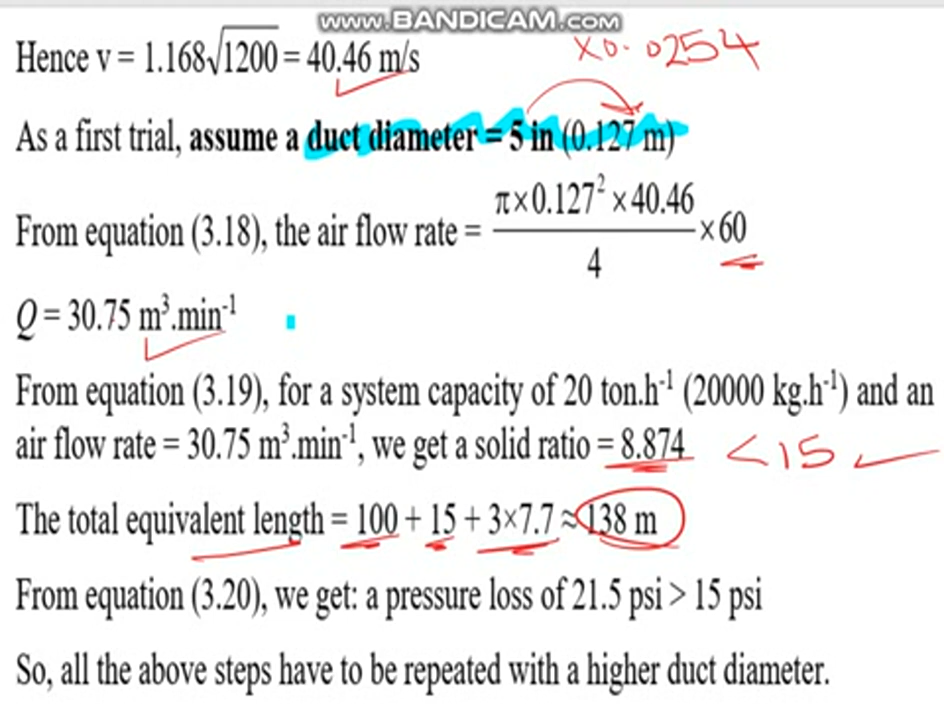 WWW.BANDICAM.COM
Hence v = 1.168√1200 = 40.46 m/s
×0.0254
As a first trial, assume a duct diameter = 5 in (0.127 m)
From equation (3.18), the air flow rate = π×0.127²×40.46/4 ×60
Q = 30.75 m³.min⁻¹
From equation (3.19), for a system capacity of 20 ton.h⁻¹ (20000 kg.h⁻¹) and an
air flow rate = 30.75 m³.min⁻¹, we get a solid ratio = 8.874 <15
The total equivalent length = 100 + 15 + 3×7.7 ≈ 138 m
From equation (3.20), we get: a pressure loss of 21.5 psi > 15 psi
So, all the above steps have to be repeated with a higher duct diameter.